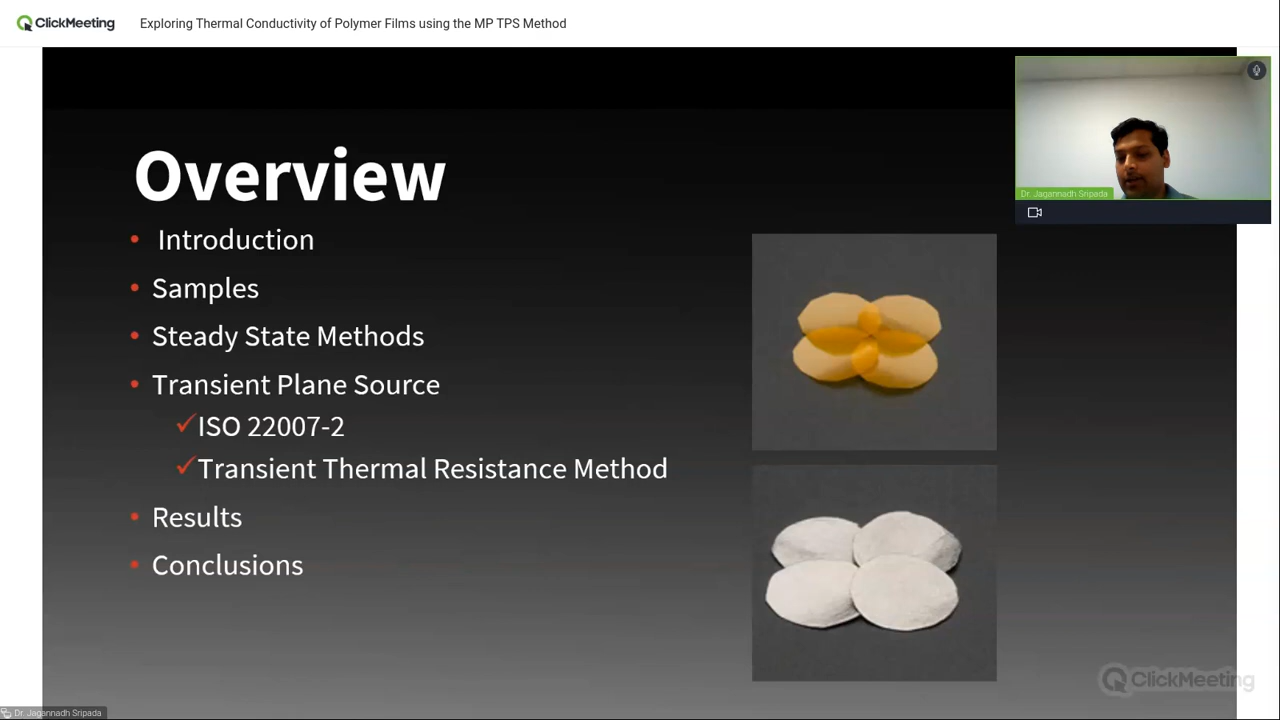 ClickMeeting
Exploring Thermal Conductivity of Polymer Films using the MP TPS Method
Dr. Jagannadh Sripada
Overview
Introduction
Samples
Steady State Methods
Transient Plane Source
ISO 22007-2
Transient Thermal Resistance Method
Results
Conclusions
ClickMeeting
Dr. Jagannadh Sripada